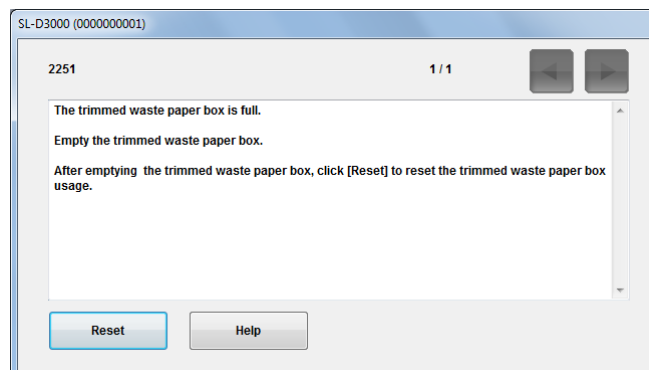 SL-D3000 (0000000001)
2251 1 / 1
The trimmed waste paper box is full.
Empty the trimmed waste paper box.
After emptying  the trimmed waste paper box, click [Reset] to reset the trimmed waste paper box
usage.
Reset Help